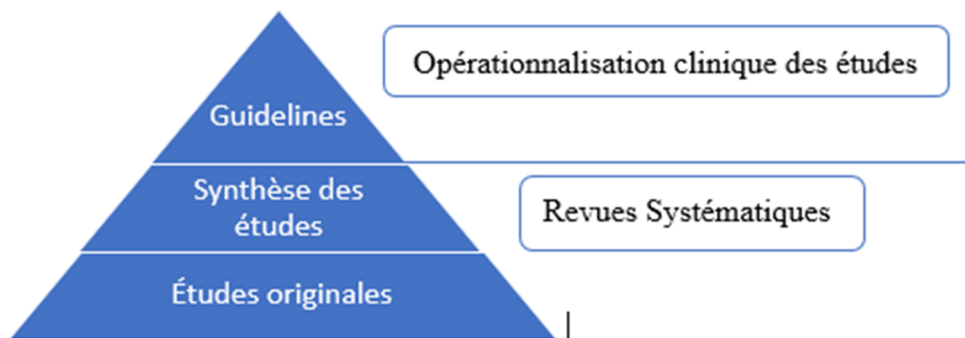 Opérationnalisation clinique des études
Guidelines
Synthèse des
études
Revues Systématiques
Études originales